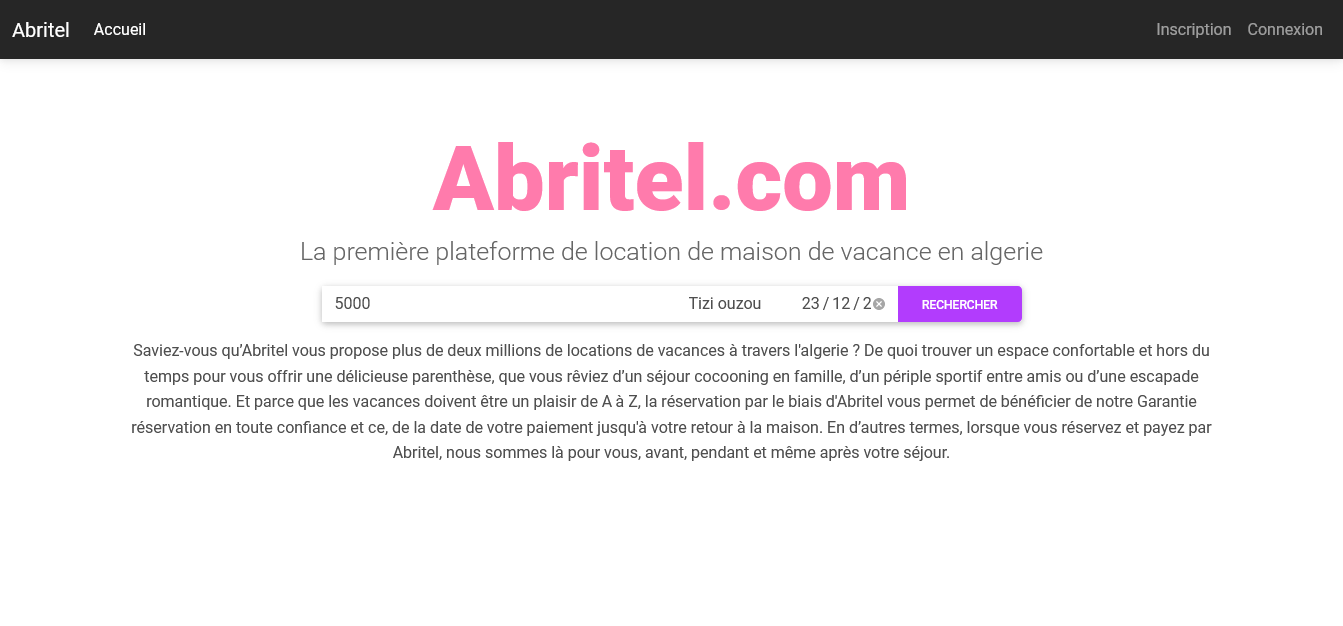 Abritel Accueil Inscription Connexion
Abritel.com
La première plateforme de location de maison de vacance en algerie
5000 Tizi ouzou 23 / 12 / 2 RECHERCHER
Saviez-vous qu’Abritel vous propose plus de deux millions de locations de vacances à travers l'algerie ? De quoi trouver un espace confortable et hors du
temps pour vous offrir une délicieuse parenthèse, que vous rêviez d’un séjour cocooning en famille, d’un périple sportif entre amis ou d’une escapade
romantique. Et parce que les vacances doivent être un plaisir de A à Z, la réservation par le biais d'Abritel vous permet de bénéficier de notre Garantie
réservation en toute confiance et ce, de la date de votre paiement jusqu'à votre retour à la maison. En d’autres termes, lorsque vous réservez et payez par
Abritel, nous sommes là pour vous, avant, pendant et même après votre séjour.